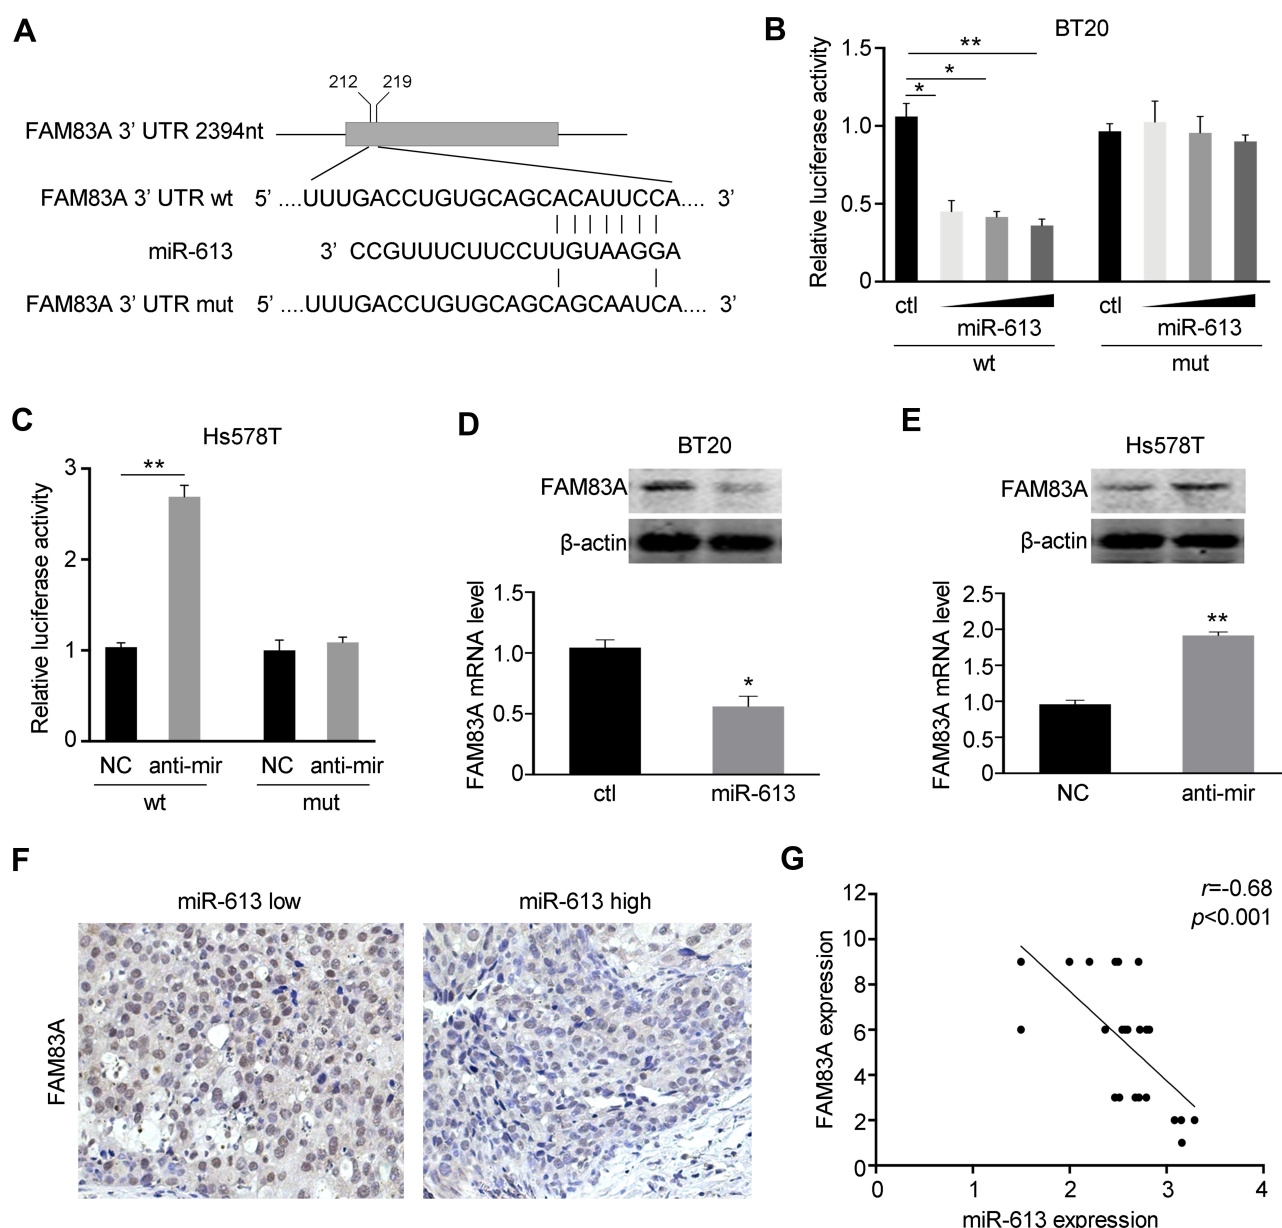 A
212 219
FAM83A 3’ UTR 2394nt
FAM83A 3’ UTR wt 5’ ....UUUGACCUGUGCAGCACAUUCCA.... 3’
miR-613 3’ CCGUUUCUUCCUUGUAAGGA
FAM83A 3’ UTR mut 5’ ....UUUGACCUGUGCAGCAGCAAUCA.... 3’
B
BT20
Relative luciferase activity
1.5
1.0
0.5
0
**
*
*
ctl
miR-613
wt
ctl
miR-613
mut
C
Hs578T
Relative luciferase activity
3
2
1
0
**
NC anti-mir NC anti-mir
wt mut
D
BT20
FAM83A
β-actin
FAM83A mRNA level
1.5
1.0
0.5
0
*
ctl miR-613
E
Hs578T
FAM83A
β-actin
FAM83A mRNA level
2.5
2.0
1.5
1.0
0.5
0
**
NC anti-mir
F
miR-613 low miR-613 high
FAM83A
G
r=-0.68
p<0.001
FAM83A expression
12
10
8
6
4
2
0
0 1 2 3 4
miR-613 expression